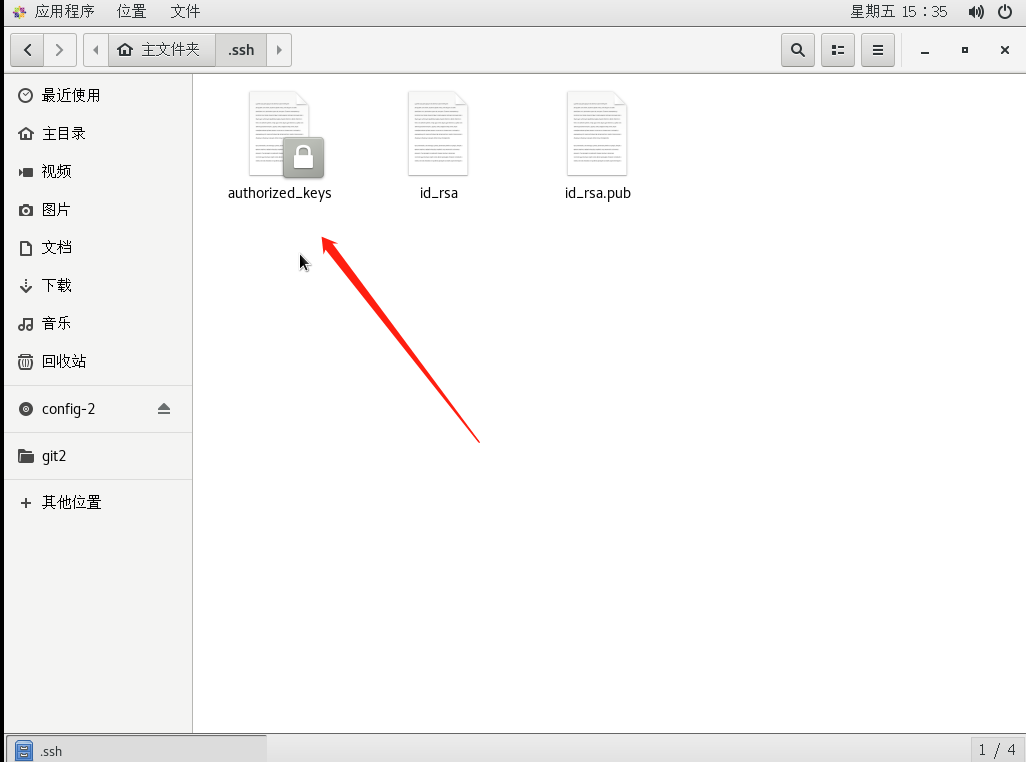 应用程序 位置 文件 星期五 15:35
主文件夹 .ssh
最近使用
主目录
视频
图片
文档
下载
音乐
回收站
config-2
git2
其他位置
authorized_keys id_rsa id_rsa.pub
.ssh 1 / 4